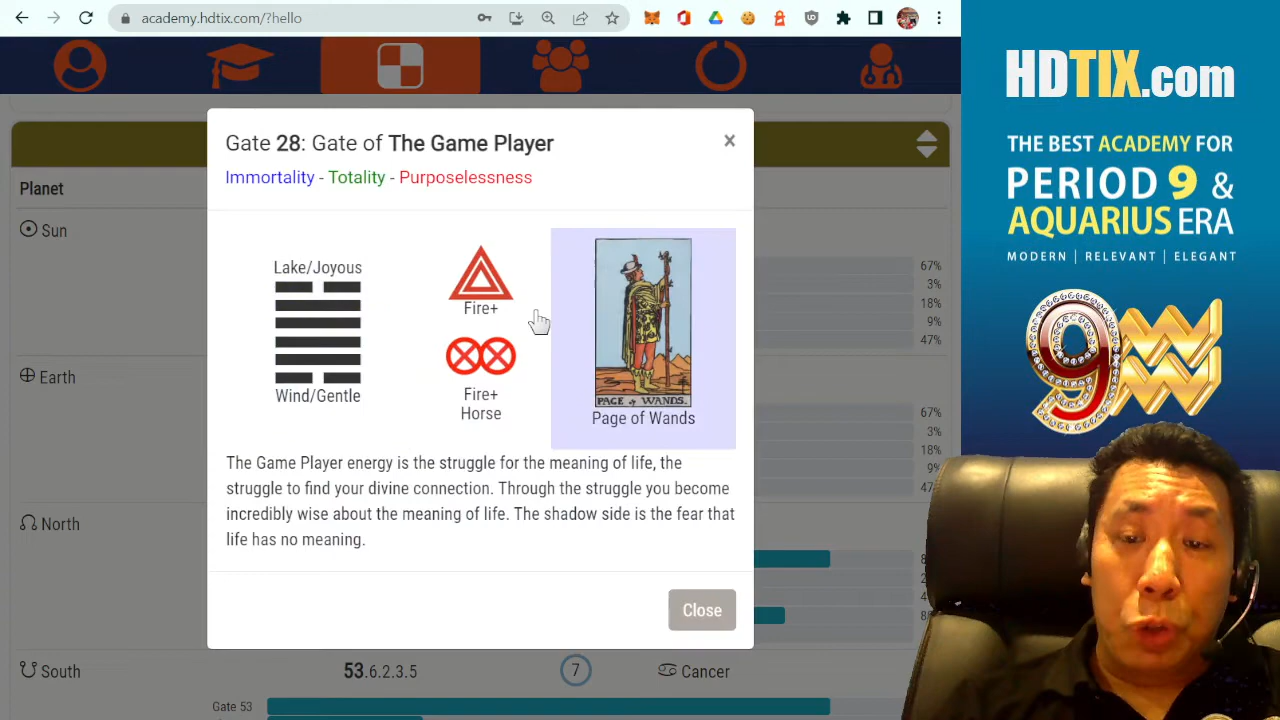 academy.hdtix.com/?hello
Gate 28: Gate of The Game Player
×
Immortality - Totality - Purposelessness
Lake/Joyous
Wind/Gentle
Fire+
Fire+
Horse
PAGE of WANDS.
Page of Wands
The Game Player energy is the struggle for the meaning of life, the
struggle to find your divine connection. Through the struggle you become
incredibly wise about the meaning of life. The shadow side is the fear that
life has no meaning.
Close
Planet
Sun
67%
3%
18%
9%
47%
Earth
67%
3%
18%
9%
North
South
53.6.2.3.5
7
Cancer
Gate 53
HDTIX.com
THE BEST ACADEMY FOR
PERIOD 9 &
AQUARIUS ERA
MODERN | RELEVANT | ELEGANT
9